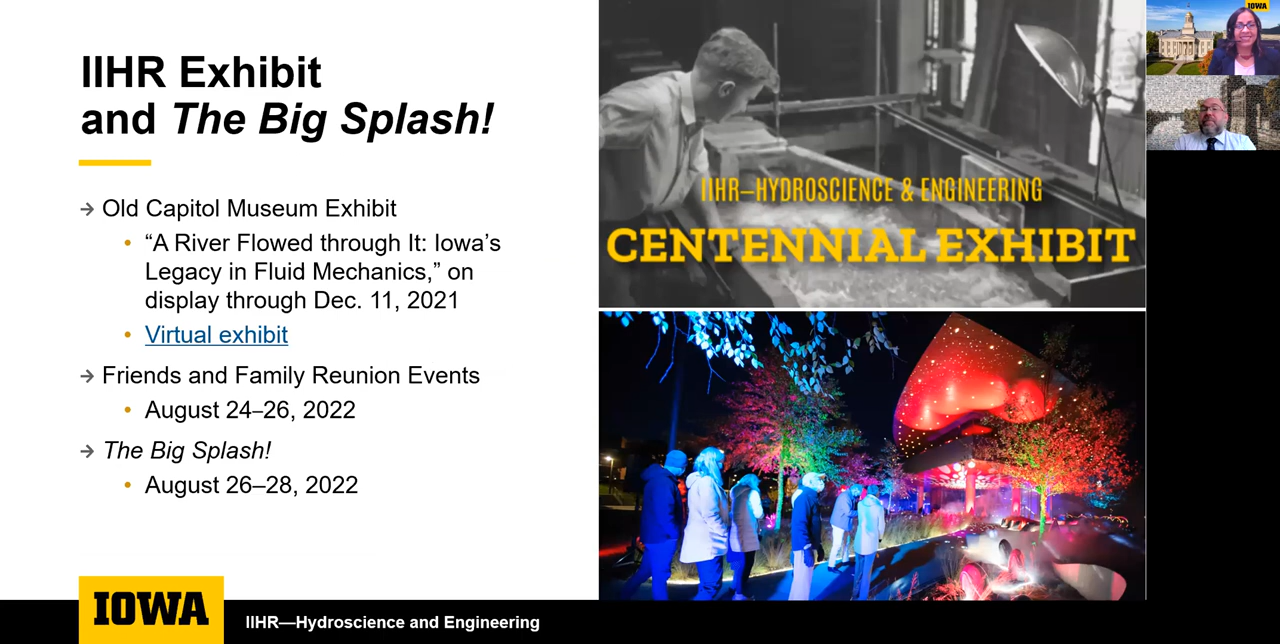 IIHR Exhibit
and The Big Splash!
→ Old Capitol Museum Exhibit
• “A River Flowed through It: Iowa’s
Legacy in Fluid Mechanics,” on
display through Dec. 11, 2021
• Virtual exhibit
→ Friends and Family Reunion Events
• August 24–26, 2022
→ The Big Splash!
• August 26–28, 2022
IIHR–HYDROSCIENCE & ENGINEERING
CENTENNIAL EXHIBIT
IOWA
IOWA
IIHR—Hydroscience and Engineering